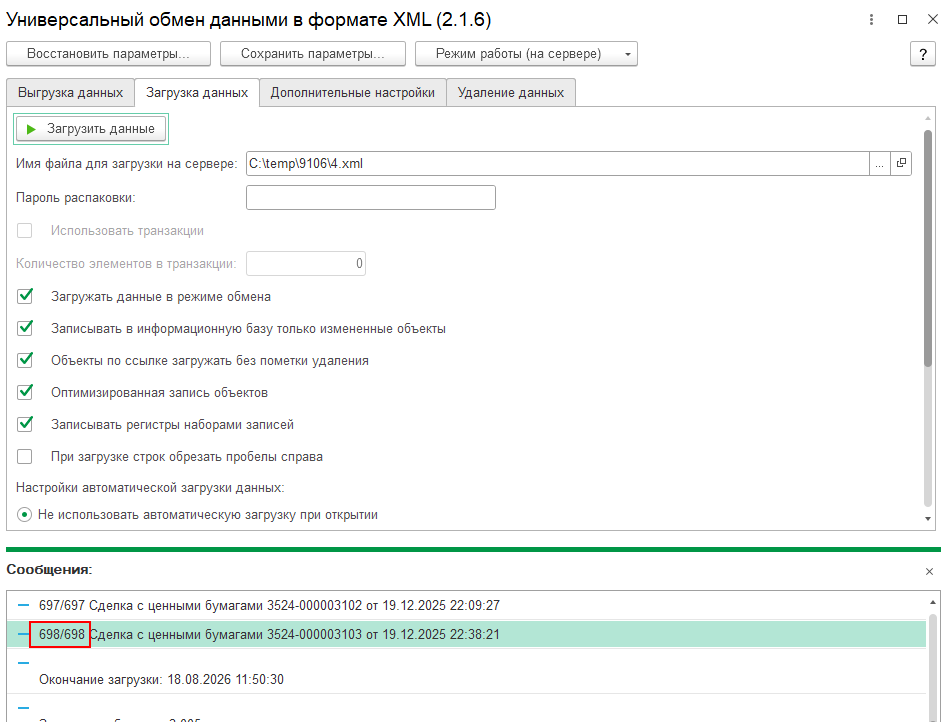 Универсальный обмен данными в формате XML (2.1.6)
Восстановить параметры... Сохранить параметры... Режим работы (на сервере) ?
Выгрузка данных Загрузка данных Дополнительные настройки Удаление данных
Загрузить данные
Имя файла для загрузки на сервере: C:\temp\9106\4.xml ...
Пароль распаковки:
Использовать транзакции
Количество элементов в транзакции: 0
Загружать данные в режиме обмена
Записывать в информационную базу только измененные объекты
Объекты по ссылке загружать без пометки удаления
Оптимизированная запись объектов
Записывать регистры наборами записей
При загрузке строк обрезать пробелы справа
Настройки автоматической загрузки данных:
Не использовать автоматическую загрузку при открытии
Сообщения:
697/697 Сделка с ценными бумагами 3524-000003102 от 19.12.2025 22:09:27
698/698 Сделка с ценными бумагами 3524-000003103 от 19.12.2025 22:38:21
Окончание загрузки: 18.08.2026 11:50:30